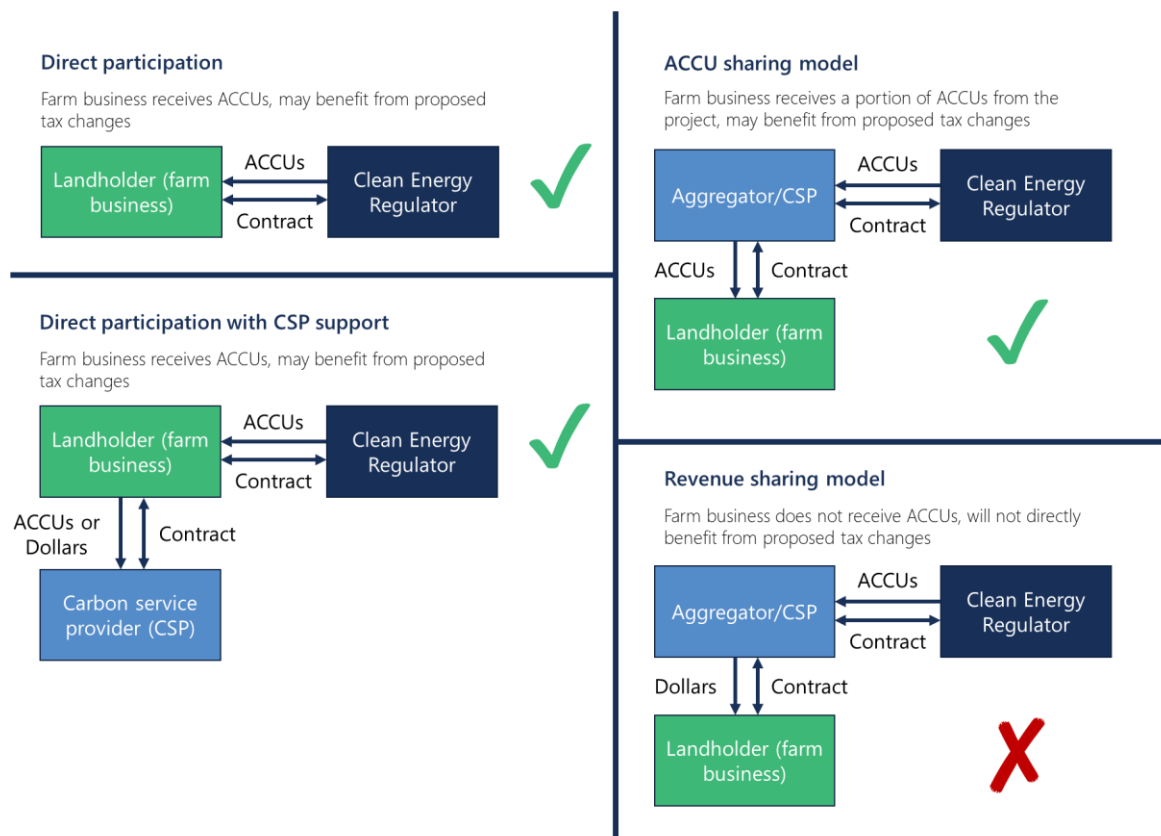 Direct participation
Farm business receives ACCUs, may benefit from proposed
tax changes
Landholder (farm
business)
ACCUs
Contract
Clean Energy
Regulator
Direct participation with CSP support
Farm business receives ACCUs, may benefit from proposed
tax changes
Landholder (farm
business)
ACCUs
Contract
Clean Energy
Regulator
ACCUs or
Dollars
Contract
Carbon service
provider (CSP)
ACCU sharing model
Farm business receives a portion of ACCUs from the
project, may benefit from proposed tax changes
Aggregator/CSP
ACCUs
Contract
Clean Energy
Regulator
ACCUs
Contract
Landholder (farm
business)
Revenue sharing model
Farm business does not receive ACCUs, will not directly
benefit from proposed tax changes
Aggregator/CSP
ACCUs
Contract
Clean Energy
Regulator
Dollars
Contract
Landholder (farm
business)